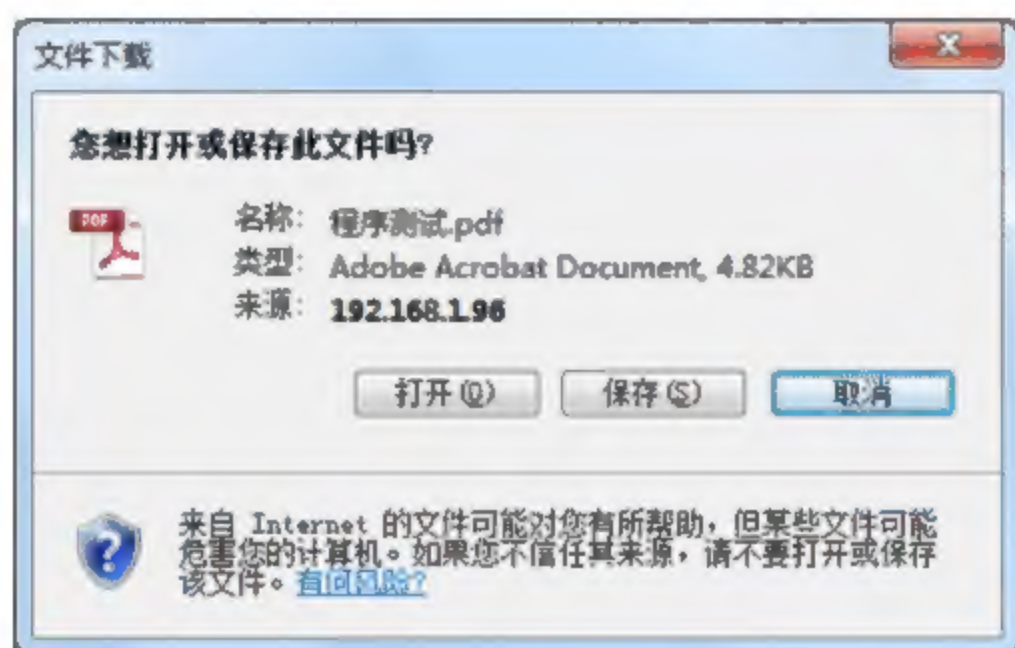 文件下载
您想打开或保存此文件吗?
PDF
名称: 程序测试.pdf
类型: Adobe Acrobat Document, 4.82KB
来源: 192.168.1.96
打开(O) 保存(S) 取消
来自 Internet 的文件可能对您有所帮助，但某些文件可能
危害您的计算机。如果您不信任其来源，请不要打开或保存
该文件。有何风险?